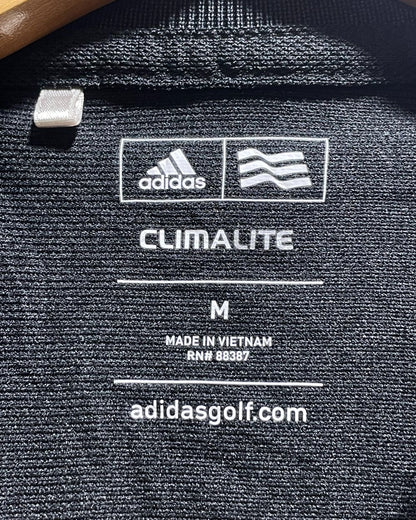 adidas
CLIMALITE
M
MADE IN VIETNAM
RN# 88387
adidasgolf.com